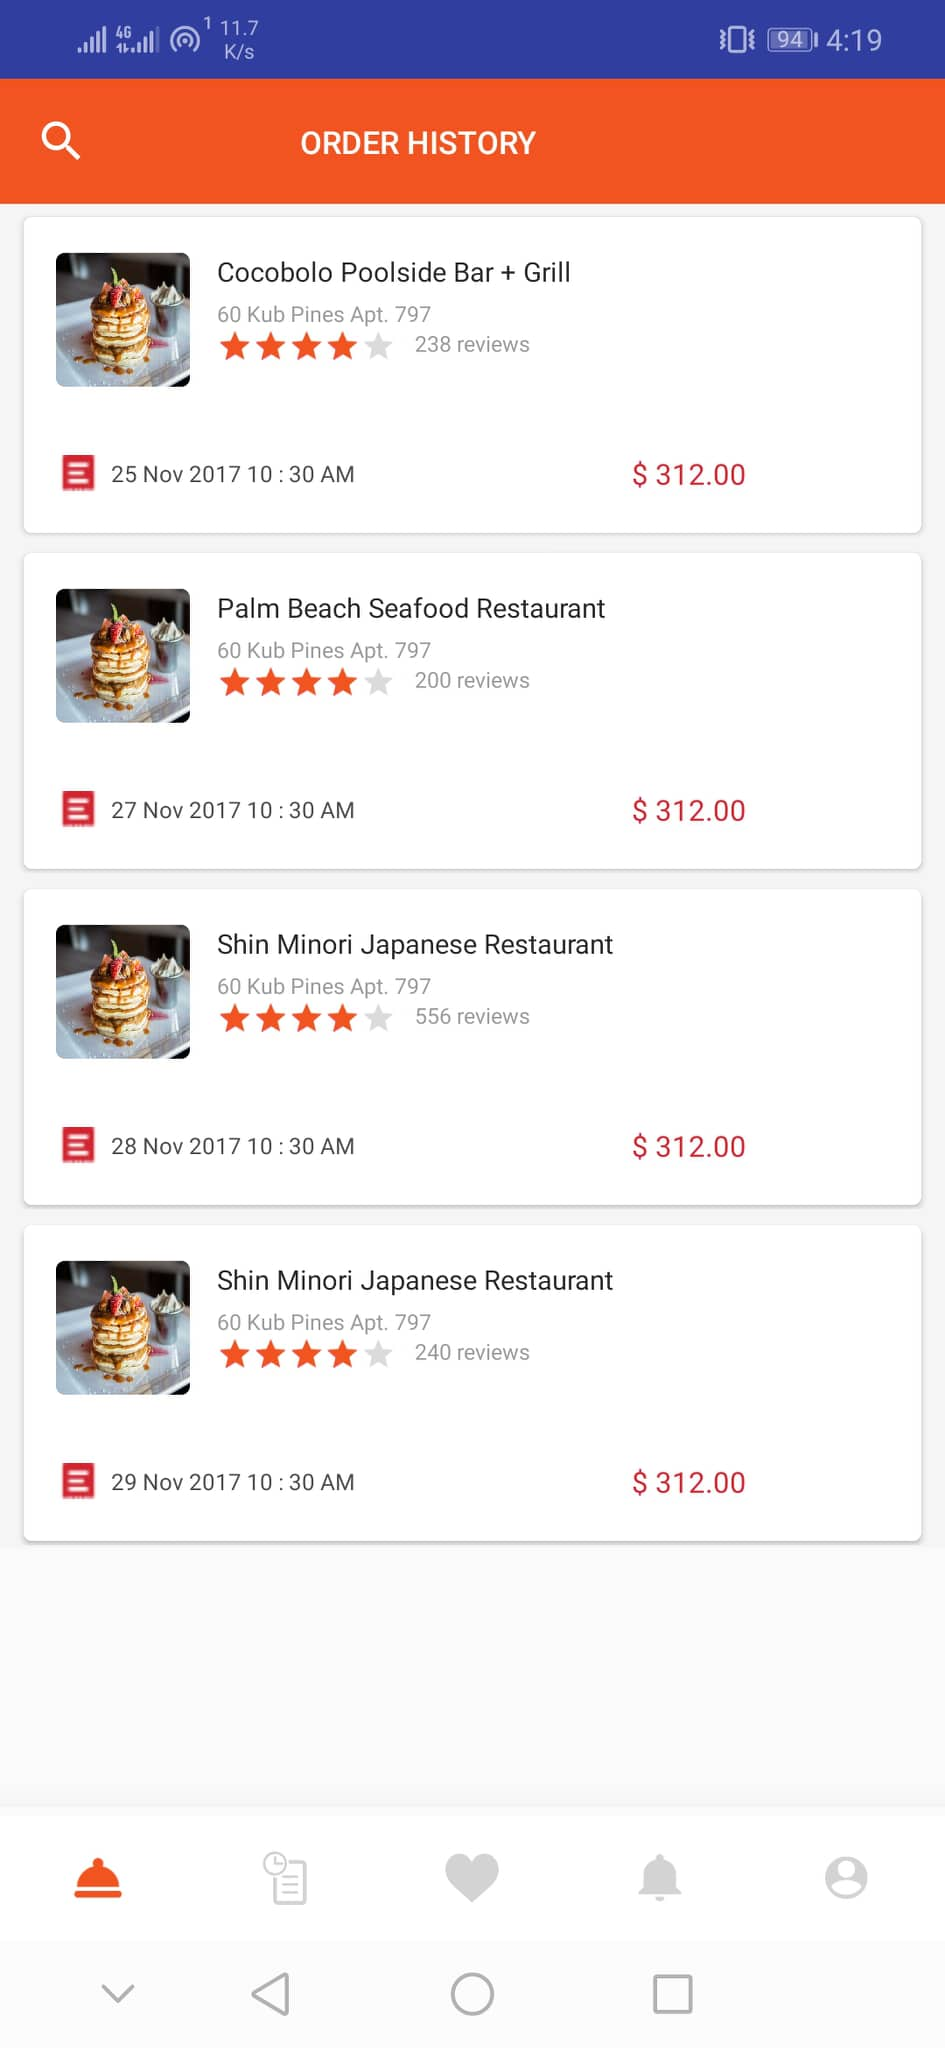 4G
1 11.7
K/s
94 4:19
ORDER HISTORY
Cocobolo Poolside Bar + Grill
60 Kub Pines Apt. 797
238 reviews
25 Nov 2017 10 : 30 AM
$ 312.00
Palm Beach Seafood Restaurant
60 Kub Pines Apt. 797
200 reviews
27 Nov 2017 10 : 30 AM
$ 312.00
Shin Minori Japanese Restaurant
60 Kub Pines Apt. 797
556 reviews
28 Nov 2017 10 : 30 AM
$ 312.00
Shin Minori Japanese Restaurant
60 Kub Pines Apt. 797
240 reviews
29 Nov 2017 10 : 30 AM
$ 312.00